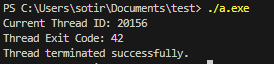 PS C:\Users\sotir\Documents\test> ./a.exe
Current Thread ID: 20156
Thread Exit Code: 42
Thread terminated successfully.